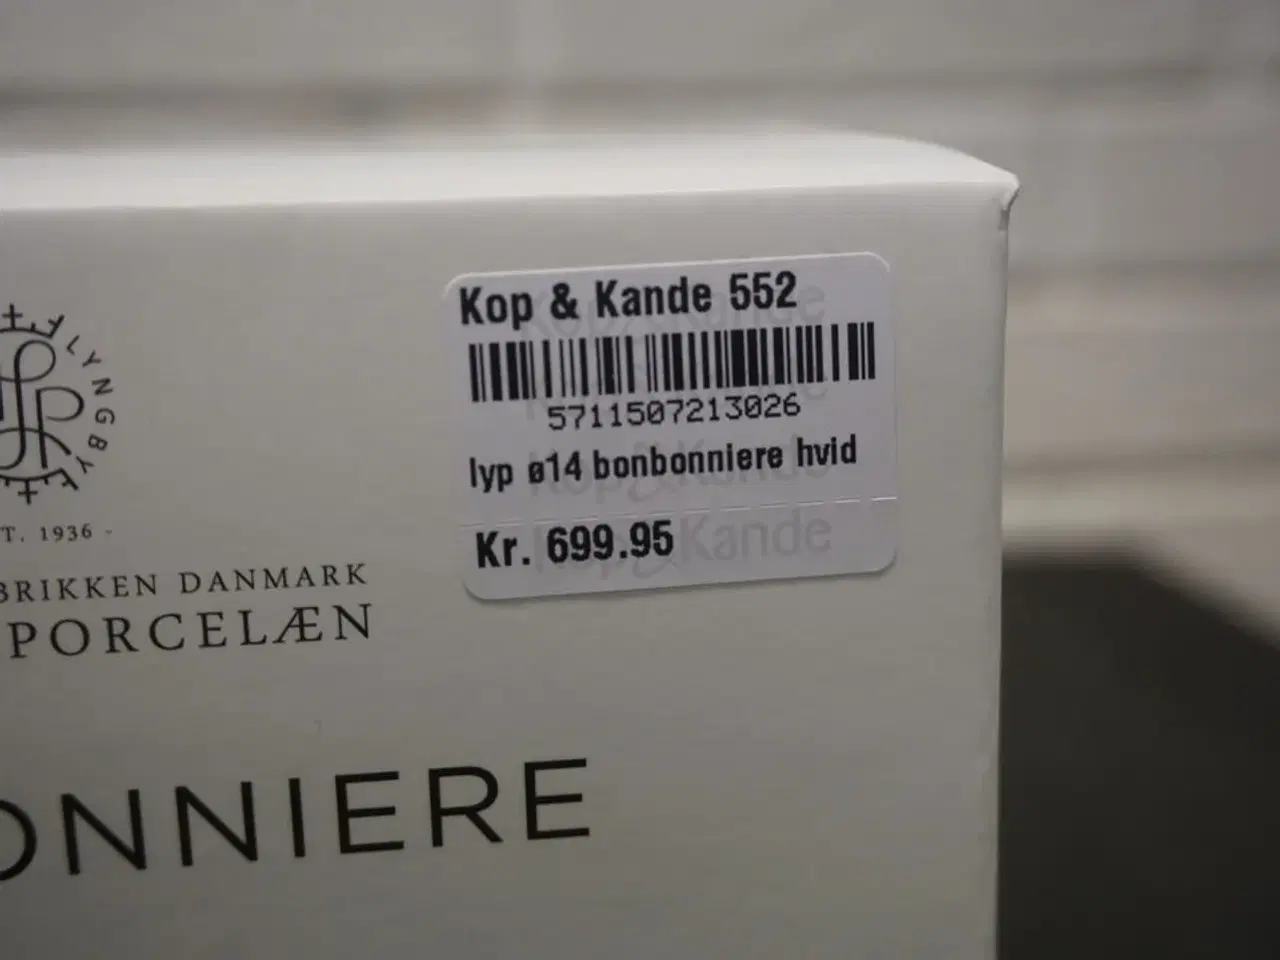 Kop & Kande 552
5711507213026
lyp ø14 bonbonniere hvid
Kr. 699.95
LYNGBY
T. 1936 -
BRIKKEN DANMARK
PORCELÆN
ONNIERE